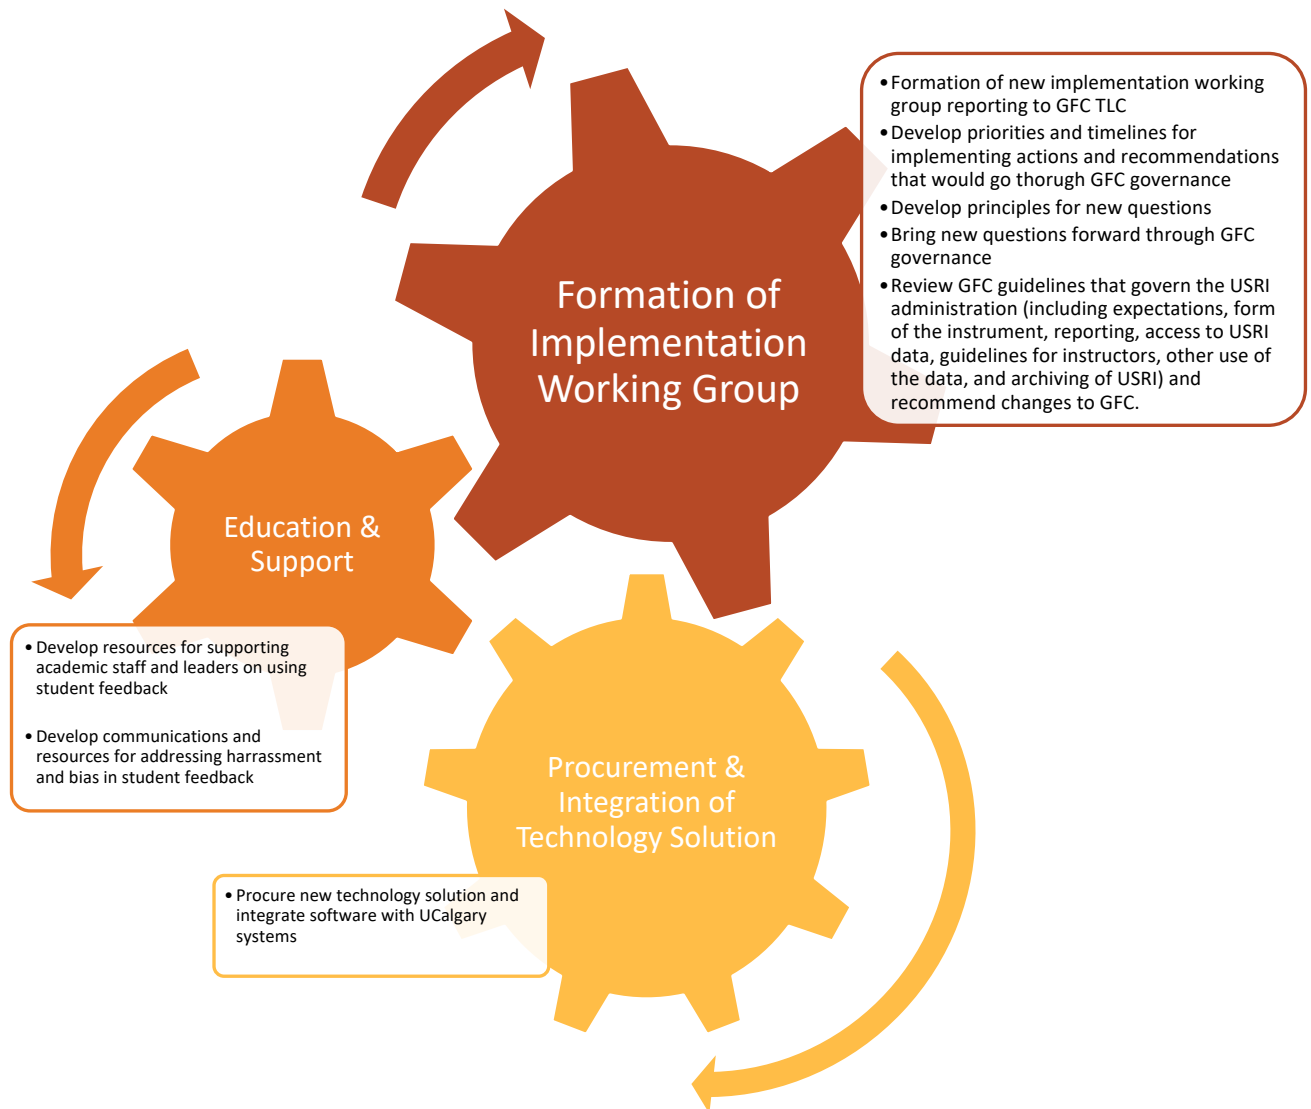 •Formation of new implementation working
group reporting to GFC TLC
•Develop priorities and timelines for
implementing actions and recommendations
that would go thorugh GFC governance
•Develop principles for new questions
•Bring new questions forward through GFC
governance
•Review GFC guidelines that govern the USRI
administration (including expectations, form
of the instrument, reporting, access to USRI
data, guidelines for instructors, other use of
the data, and archiving of USRI) and
recommend changes to GFC.
Formation of
Implementation
Working Group
Education &
Support
• Develop resources for supporting
academic staff and leaders on using
student feedback
• Develop communications and
resources for addressing harrassment
and bias in student feedback
Procurement &
Integration of
Technology Solution
• Procure new technology solution and
integrate software with UCalgary
systems